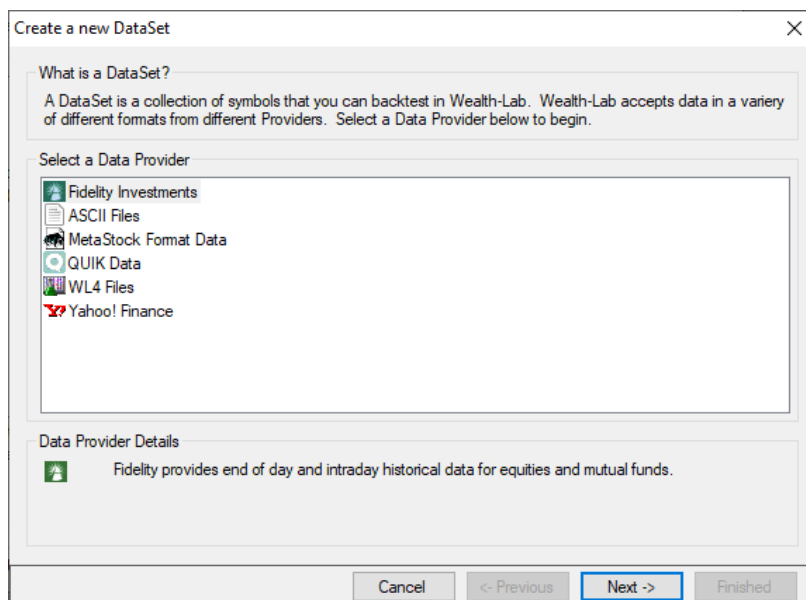 Create a new DataSet
What is a DataSet?
A DataSet is a collection of symbols that you can backtest in Wealth-Lab. Wealth-Lab accepts data in a variery
of different formats from different Providers. Select a Data Provider below to begin.
Select a Data Provider
Fidelity Investments
ASCII Files
MetaStock Format Data
QUIK Data
WL4 Files
Yahoo! Finance
Data Provider Details
Fidelity provides end of day and intraday historical data for equities and mutual funds.
Cancel <- Previous Next -> Finished